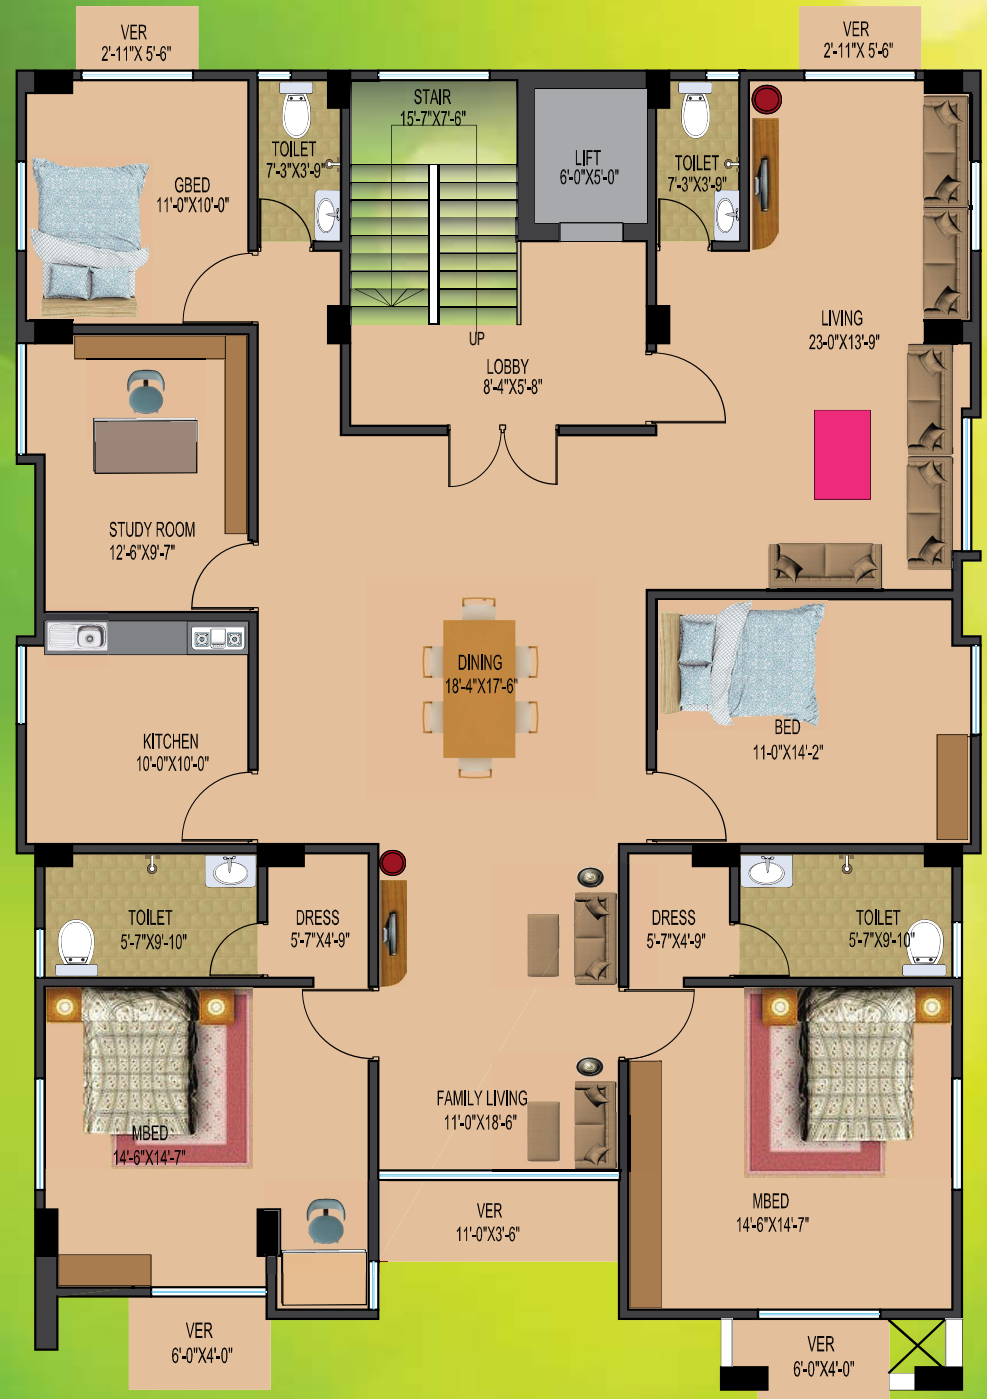 VER
2'-11"X 5'-6"
VER
2'-11"X 5'-6"
STAIR
15'-7"X7'-6"
TOILET
7'-3"X3'-9"
LIFT
6'-0"X5'-0"
TOILET
7'-3"X3'-9"
GBED
11'-0"X10'-0"
LIVING
23-0"X13'-9"
UP
LOBBY
8'-4"X5'-8"
STUDY ROOM
12'-6"X9'-7"
DINING
18'-4"X17'-6"
KITCHEN
10'-0"X10'-0"
BED
11-0"X14'-2"
TOILET
5'-7"X9'-10"
DRESS
5'-7"X4'-9"
DRESS
5'-7"X4'-9"
TOILET
5'-7"X9'-10"
FAMILY LIVING
11'-0"X18'-6"
MBED
14'-6"X14'-7"
MBED
14'-6"X14'-7"
VER
11'-0"X3'-6"
VER
6'-0"X4'-0"
VER
6'-0"X4'-0"